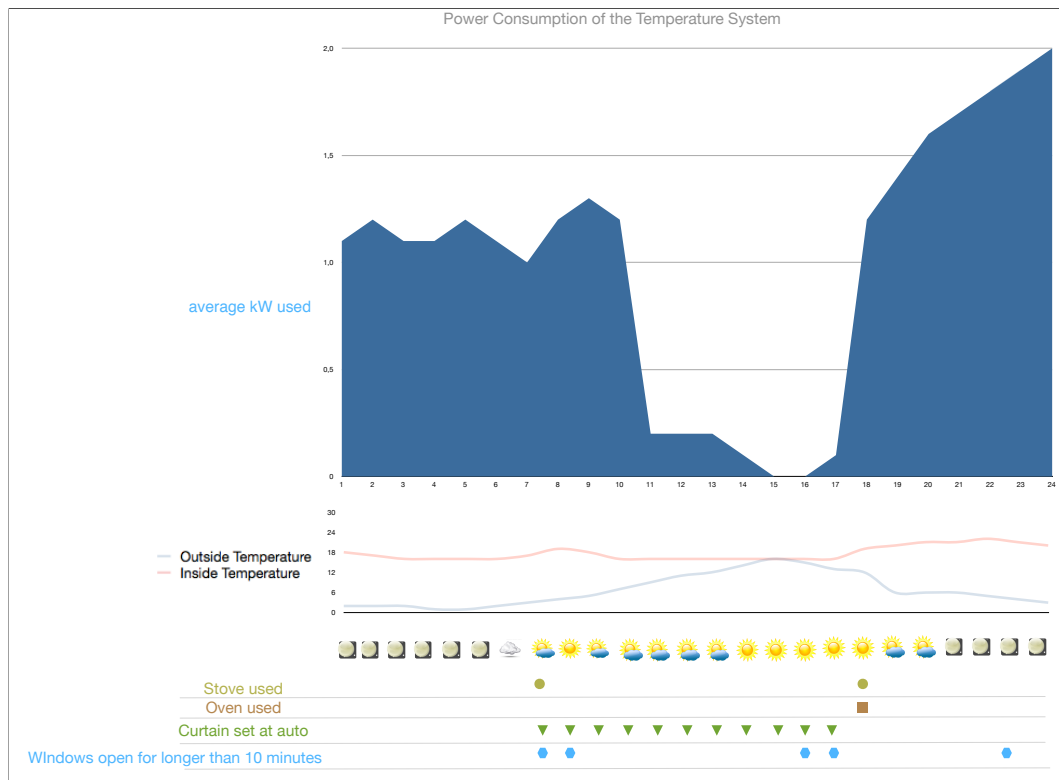 Power Consumption of the Temperature System
2,0
1,5
1,0
average kW used
0,5
0
1 2 3 4 5 6 7 8 9 10 11 12 13 14 15 16 17 18 19 20 21 22 23 24
30
24
18
12
6
0
Outside Temperature
Inside Temperature
Stove used
Oven used
Curtain set at auto
WIndows open for longer than 10 minutes